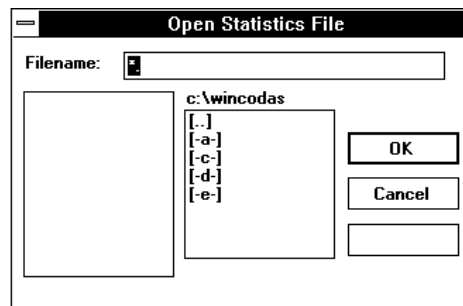 Open Statistics File
Filename: *.
c:\wincodas
[..]
[-a-]
[-c-]
[-d-]
[-e-]
OK
Cancel